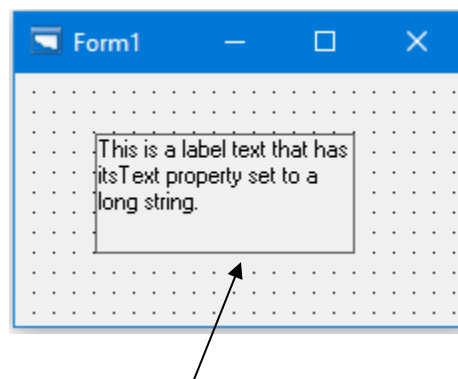 Form1
This is a label text that has
itsText property set to a
long string.